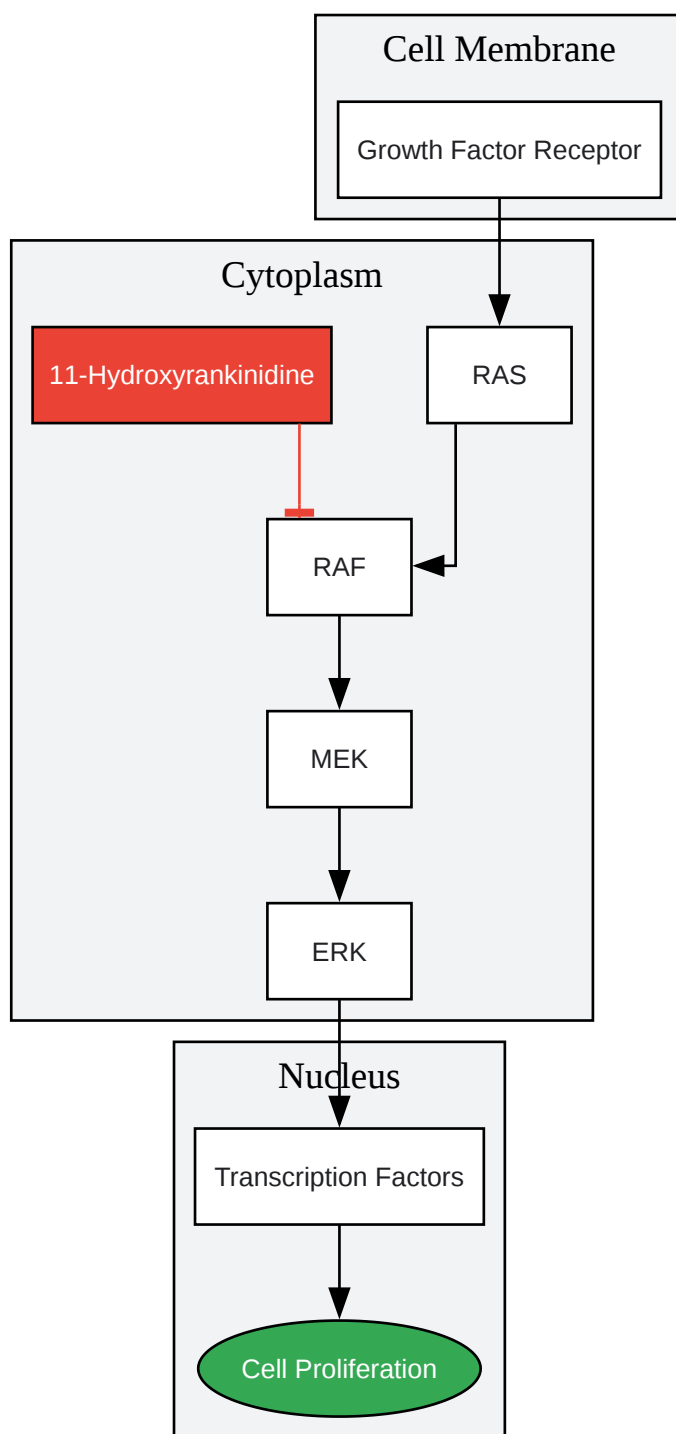 Cell Membrane
Growth Factor Receptor
Cytoplasm
11-Hydroxyrankinidine
RAS
RAF
MEK
ERK
Nucleus
Transcription Factors
Cell Proliferation